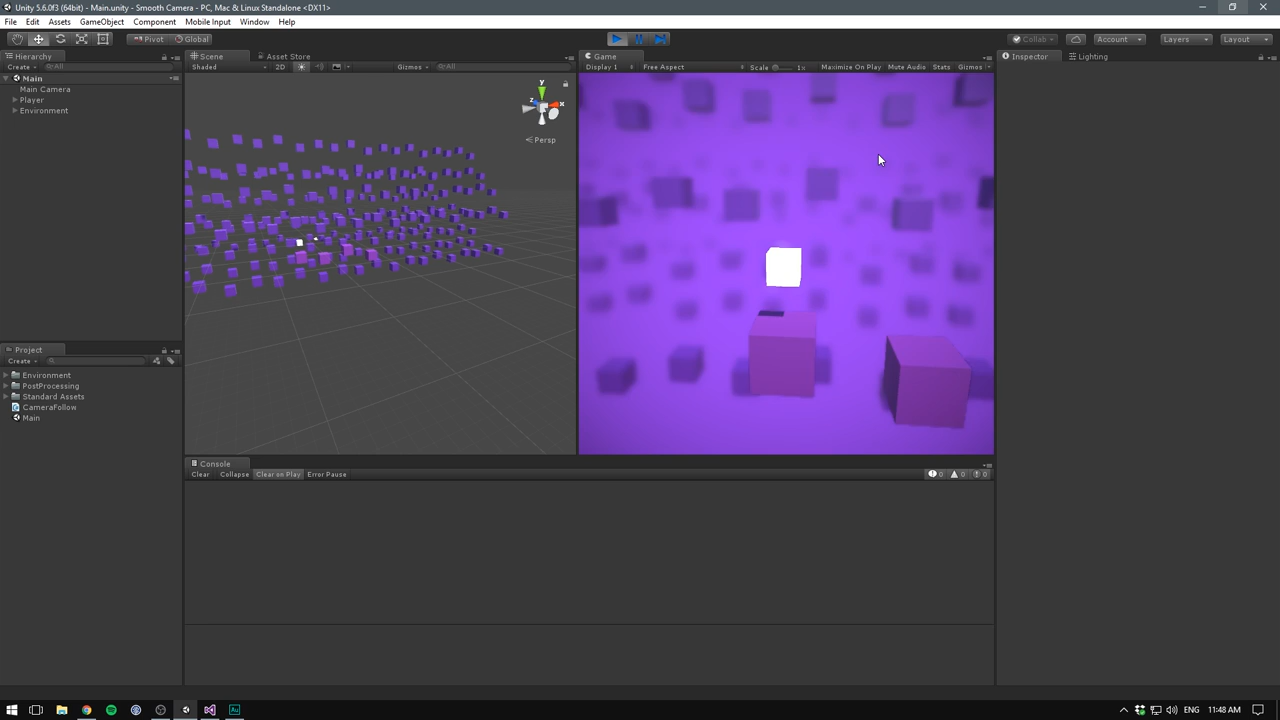 Unity 5.6.0f3 (64bit) - Main.unity - Smooth Camera - PC, Mac & Linux Standalone <DX11>
File Edit Assets GameObject Component Mobile Input Window Help
Pivot Global Collab Account Layers Layout
Hierarchy Scene Asset Store Game Inspector Lighting
Create All Shaded 2D Gizmos All Display 1 Free Aspect Scale 1x Maximize On Play Mute Audio Stats Gizmos
Main
Main Camera
Player
Environment
y
z x
Persp
Project
Create
Environment
PostProcessing
Standard Assets
CameraFollow
Main
Console
Clear Collapse Clear on Play Error Pause 0 0 0
ENG 11:48 AM